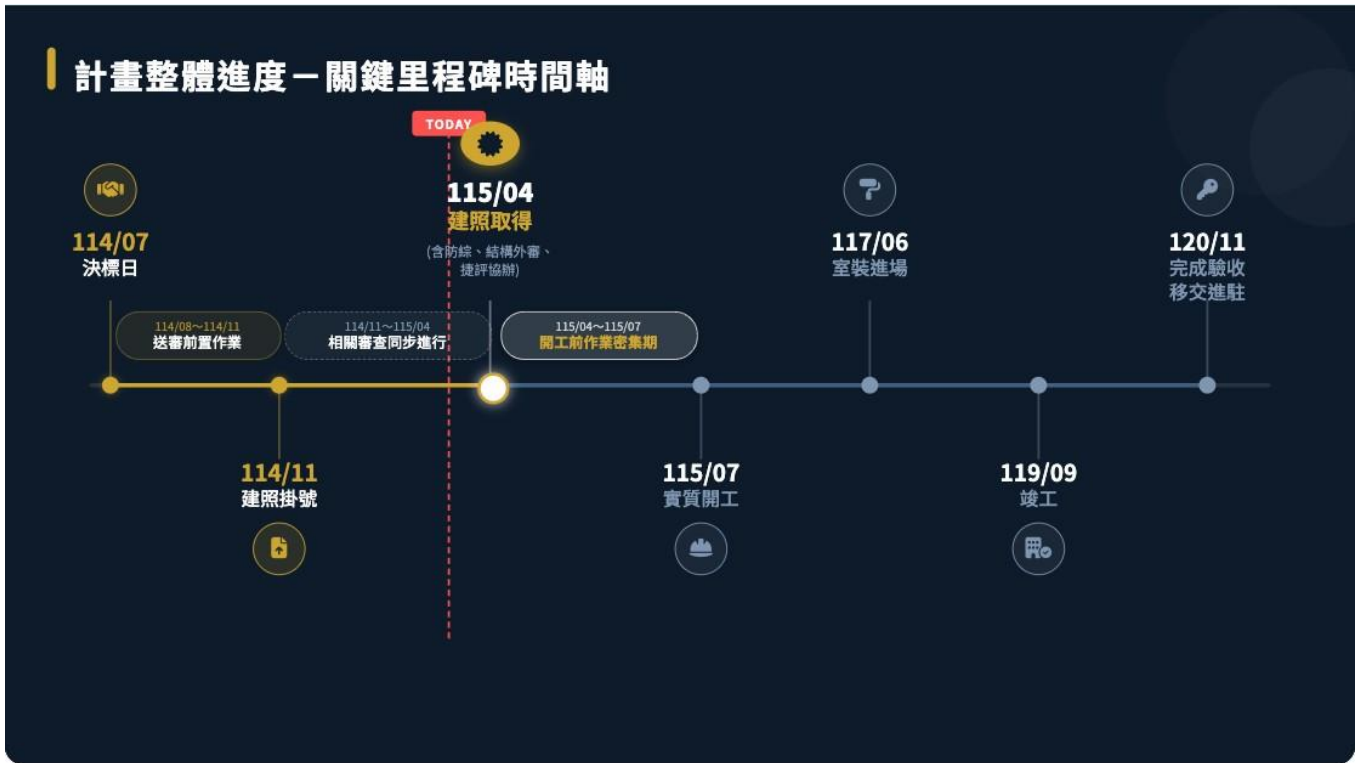 計畫整體進度－關鍵里程碑時間軸
TODAY
115/04
建照取得
(含防綜、結構外審、
捷評協辦)
114/07
決標日
117/06
室裝進場
120/11
完成驗收
移交進駐
114/08～114/11
送審前置作業
114/11～115/04
相關審查同步進行
115/04～115/07
開工前作業密集期
114/11
建照掛號
115/07
實質開工
119/09
竣工